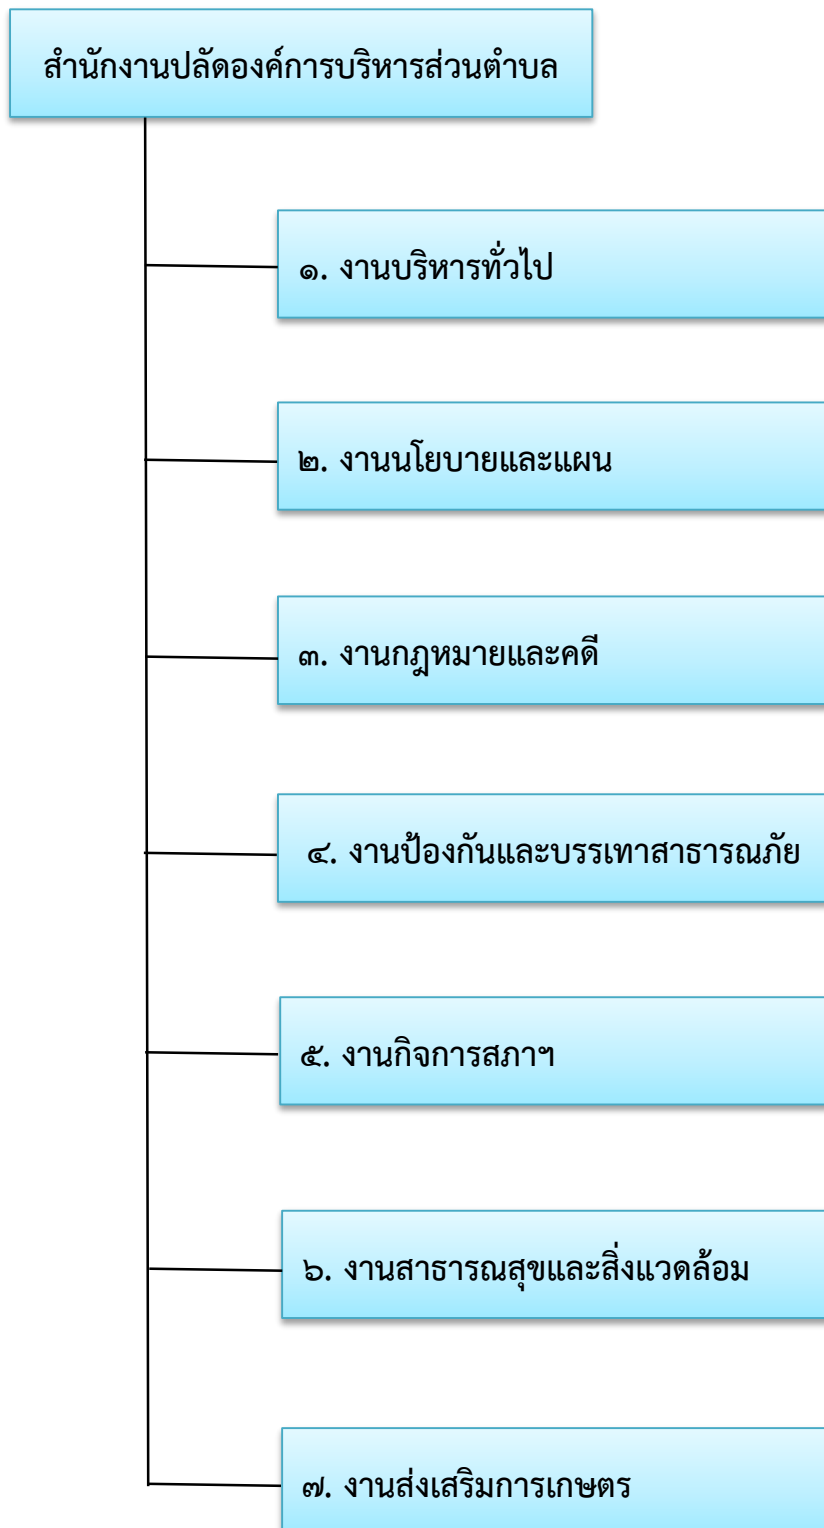 สำนักงานปลัดองค์การบริหารส่วนตำบล
๑. งานบริหารทั่วไป
๒. งานนโยบายและแผน
๓. งานกฎหมายและคดี
๔. งานป้องกันและบรรเทาสาธารณภัย
๕. งานกิจการสภาฯ
๖. งานสาธารณสุขและสิ่งแวดล้อม
๗. งานส่งเสริมการเกษตร